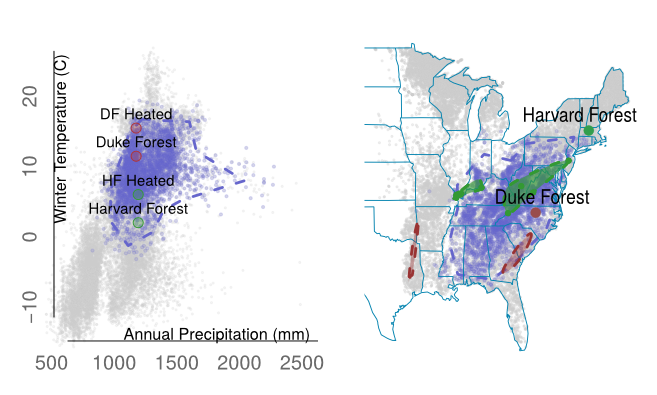 Winter Temperature (C)
20
10
0
−10
DF Heated
Duke Forest
HF Heated
Harvard Forest
Annual Precipitation (mm)
500 1000 1500 2000 2500
Harvard Forest
Duke Forest